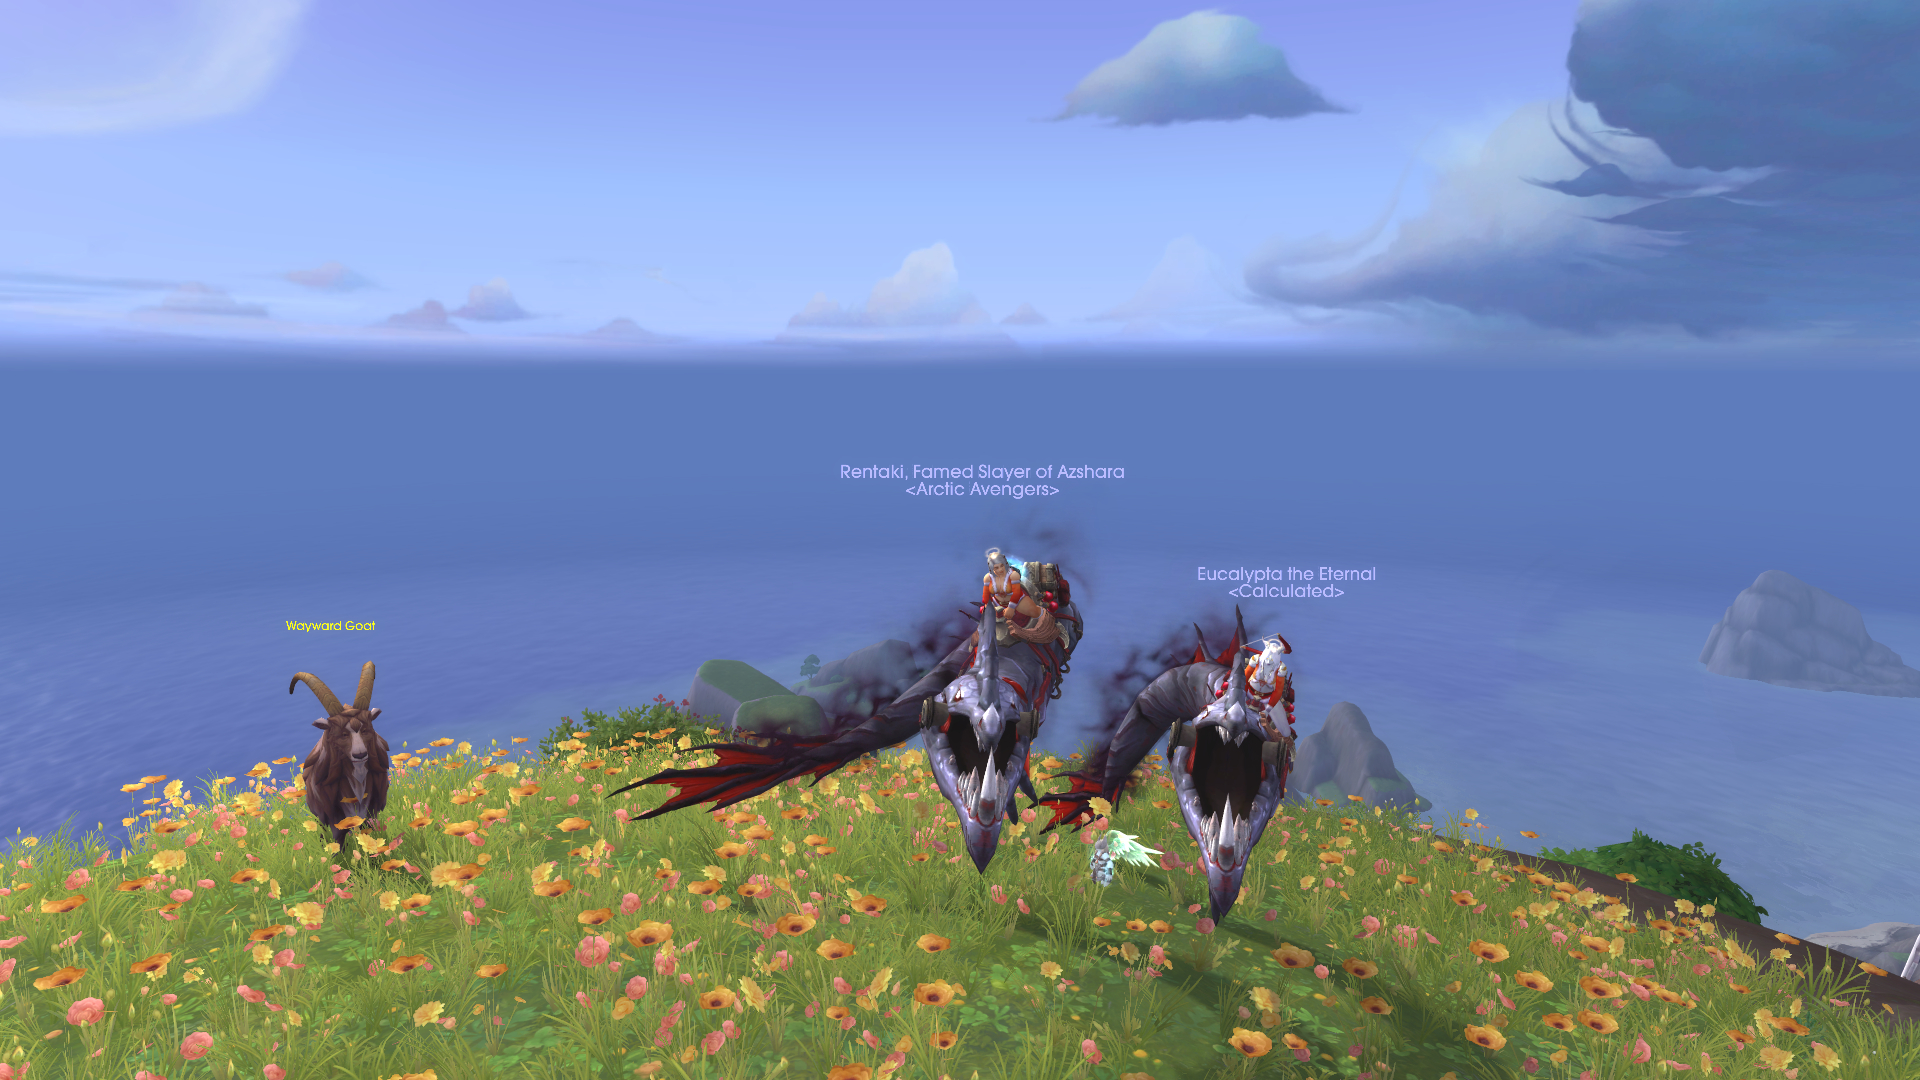 Rentaki, Famed Slayer of Azshara
<Arctic Avengers>
Eucalypta the Eternal
<Calculated>
Wayward Goat